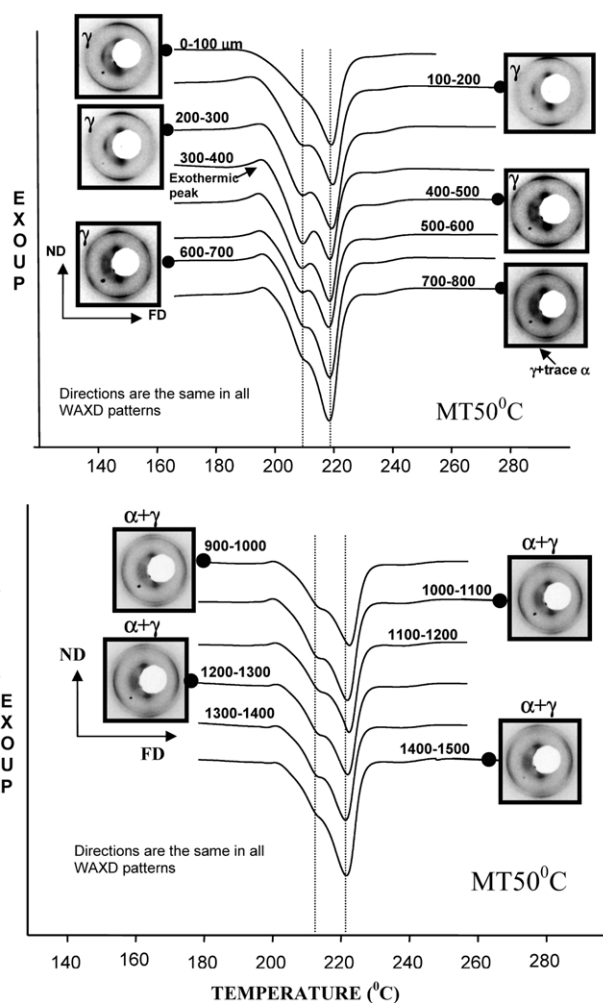 γ
0-100 μm
γ
100-200
γ
200-300
300-400
Exothermic
peak
γ
400-500
500-600
γ
600-700
700-800
EXOUP
ND
FD
γ+trace α
Directions are the same in all
WAXD patterns
MT50⁰C
140 160 180 200 220 240 260 280
α+γ
900-1000
α+γ
1000-1100
1100-1200
α+γ
1200-1300
1300-1400
α+γ
1400-1500
EXOUP
ND
FD
Directions are the same in all
WAXD patterns
MT50⁰C
140 160 180 200 220 240 260 280
TEMPERATURE (⁰C)